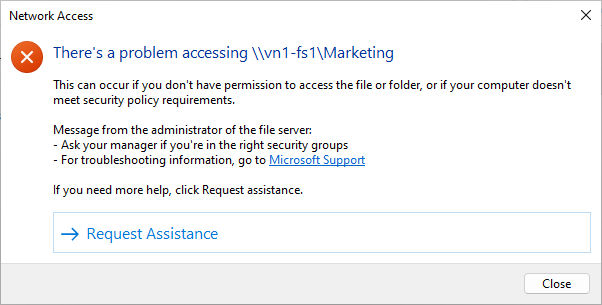 Network Access
There's a problem accessing \\vn1-fs1\Marketing
This can occur if you don't have permission to access the file or folder, or if your computer doesn't
meet security policy requirements.
Message from the administrator of the file server:
- Ask your manager if you're in the right security groups
- For troubleshooting information, go to Microsoft Support
If you need more help, click Request assistance.
Request Assistance
Close